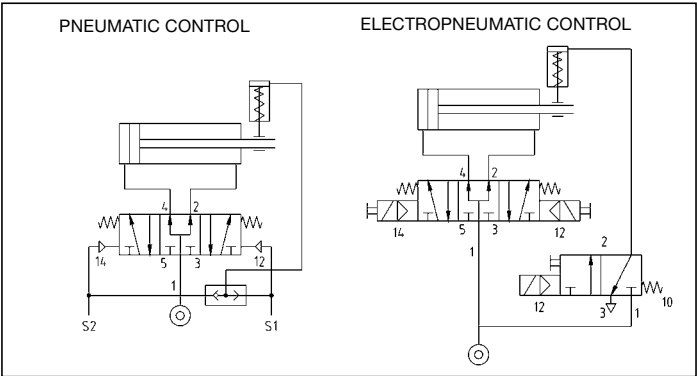 PNEUMATIC CONTROL
ELECTROPNEUMATIC CONTROL
4 2
14 5 3 12
1
S2 S1
4 2
14 5 3 12
1
2
12 3 1 10